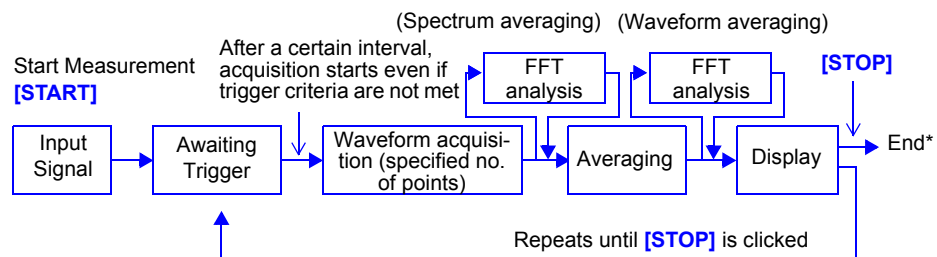 (Spectrum averaging)
(Waveform averaging)
After a certain interval,
acquisition starts even if
trigger criteria are not met
Start Measurement
[START]
FFT
analysis
FFT
analysis
[STOP]
Input
Signal
Awaiting
Trigger
Waveform acquisi-
tion (specified no.
of points)
Averaging
Display
End*
Repeats until [STOP] is clicked